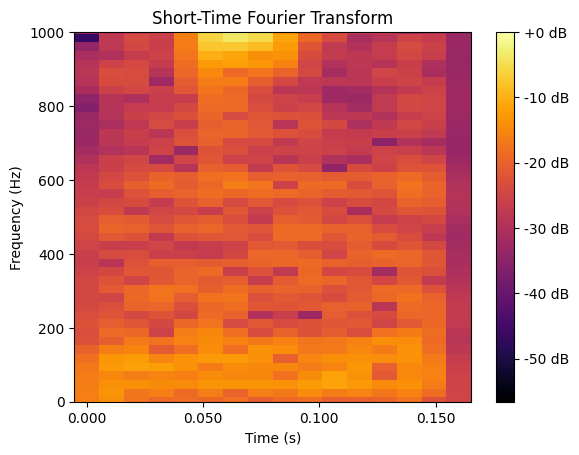 Short-Time Fourier Transform
1000
800
600
400
200
0
Frequency (Hz)
0.000
0.050
0.100
0.150
Time (s)
+0 dB
-10 dB
-20 dB
-30 dB
-40 dB
-50 dB